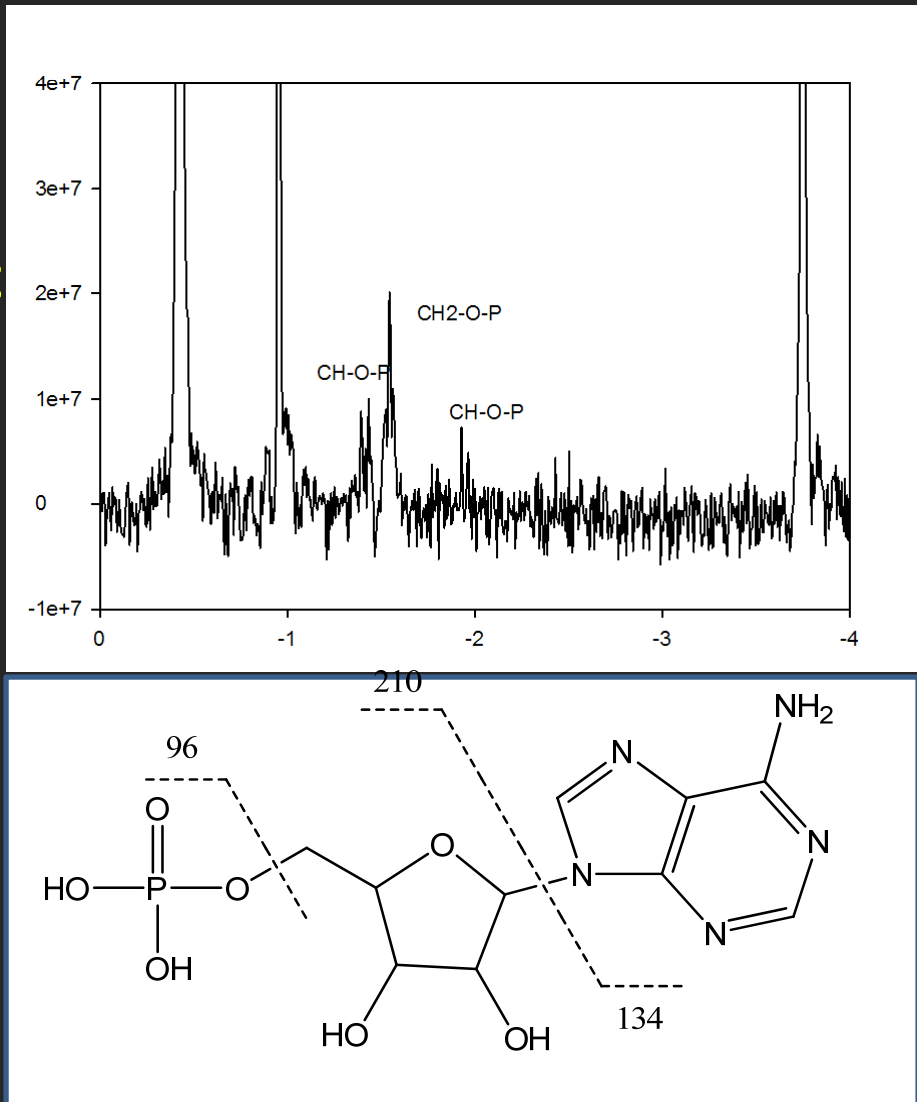 4e+7
3e+7
2e+7
CH2-O-P
CH-O-P
1e+7
CH-O-P
0
-1e+7
0 -1 -2 -3 -4
210
NH2
96
N
O
O
N
HO P O
N
N
OH
HO
OH
134